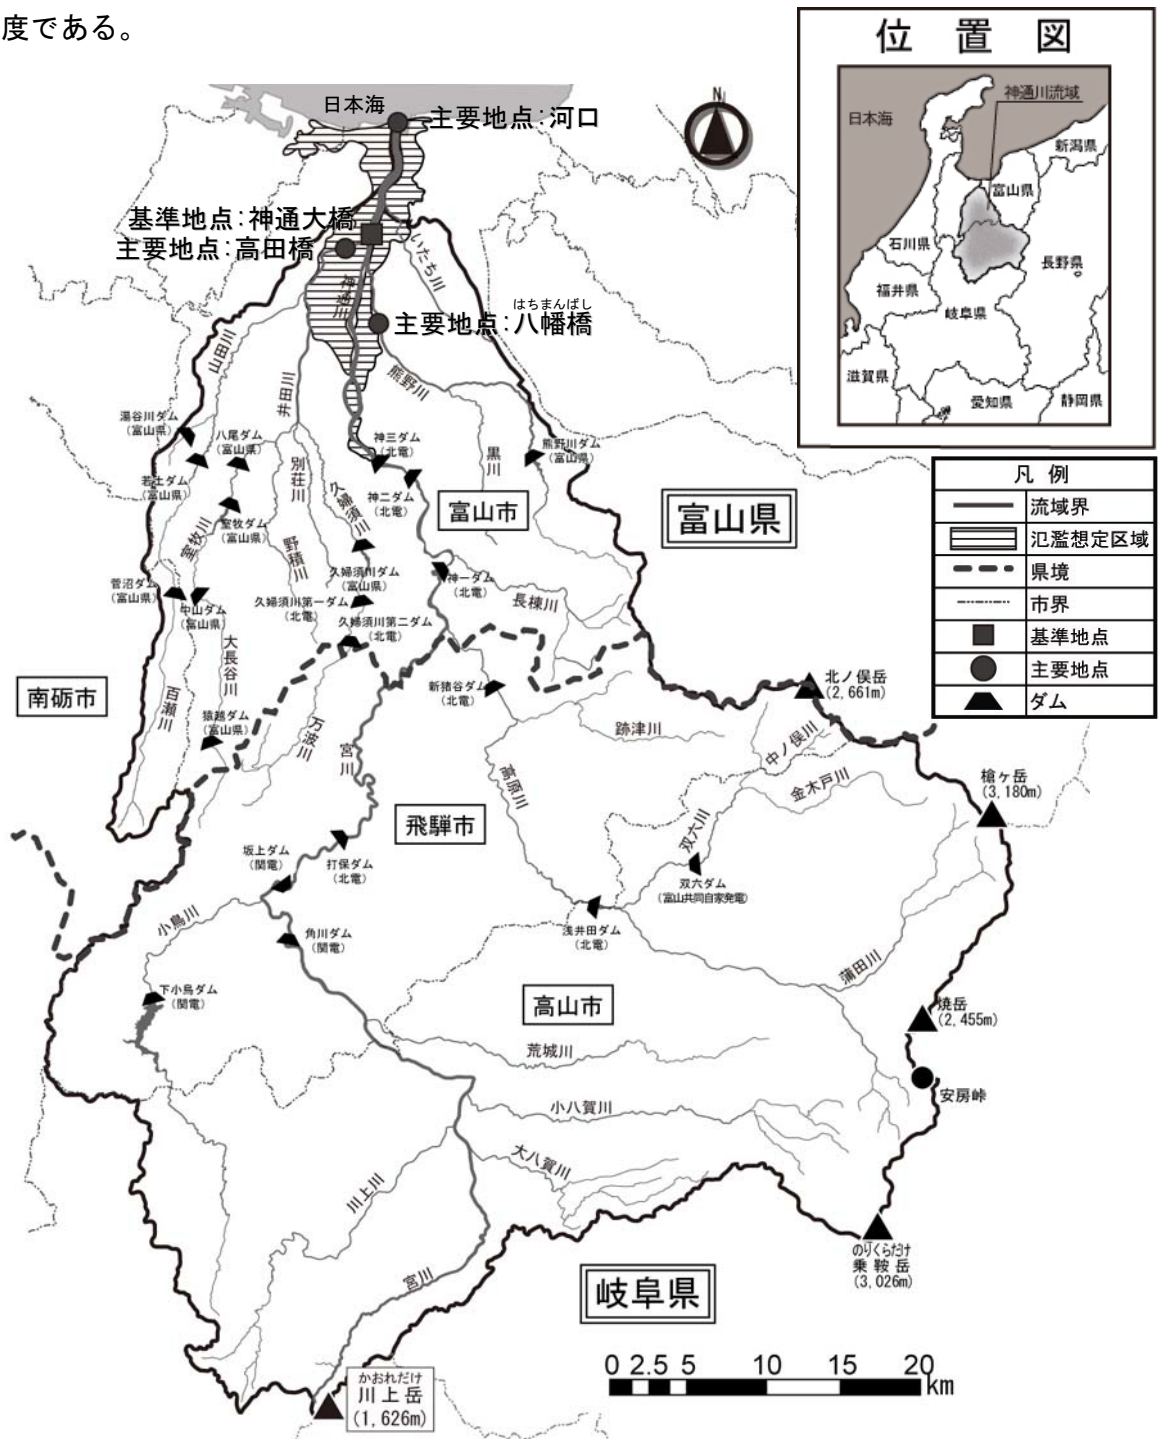 度である。
位置図
日本海
神通川流域
新潟県
富山県
石川県
長野県
福井県
岐阜県
滋賀県
愛知県
静岡県
N
日本海
主要地点：河口
基準地点：神通大橋
主要地点：高田橋
いたち川
神通川
はちまんばし
主要地点：八幡橋
山田川
井田川
熊野川
湯谷川ダム
(富山県)
八尾ダム
(富山県)
神三ダム
(北電)
熊野川ダム
(富山県)
黒川
若土ダム
(富山県)
別荘川
久婦須川
神二ダム
(北電)
富山市
富山県
室牧ダム
(富山県)
室牧川
野積川
久婦須川ダム
(富山県)
神一ダム
(北電)
菅沼ダム
(富山県)
中山ダム
(富山県)
久婦須川第一ダム
(北電)
長棟川
久婦須川第二ダム
(北電)
大長谷川
南砺市
百瀬川
新猪谷ダム
(北電)
北ノ俣岳
(2,661m)
猿越ダム
(富山県)
万波川
宮川
跡津川
中ノ俣川
高原川
金木戸川
槍ヶ岳
(3,180m)
飛騨市
双六川
坂上ダム
(関電)
打保ダム
(北電)
双六ダム
(富山共同自家発電)
小鳥川
角川ダム
(関電)
浅井田ダム
(北電)
蒲田川
下小鳥ダム
(関電)
高山市
焼岳
(2,455m)
荒城川
安房峠
小八賀川
大八賀川
川上川
のりくらだけ
乗鞍岳
(3,026m)
宮川
岐阜県
かおれだけ
川上岳
(1,626m)
0 2.5 5 10 15 20
km
凡例
流域界
氾濫想定区域
県境
市界
基準地点
主要地点
ダム